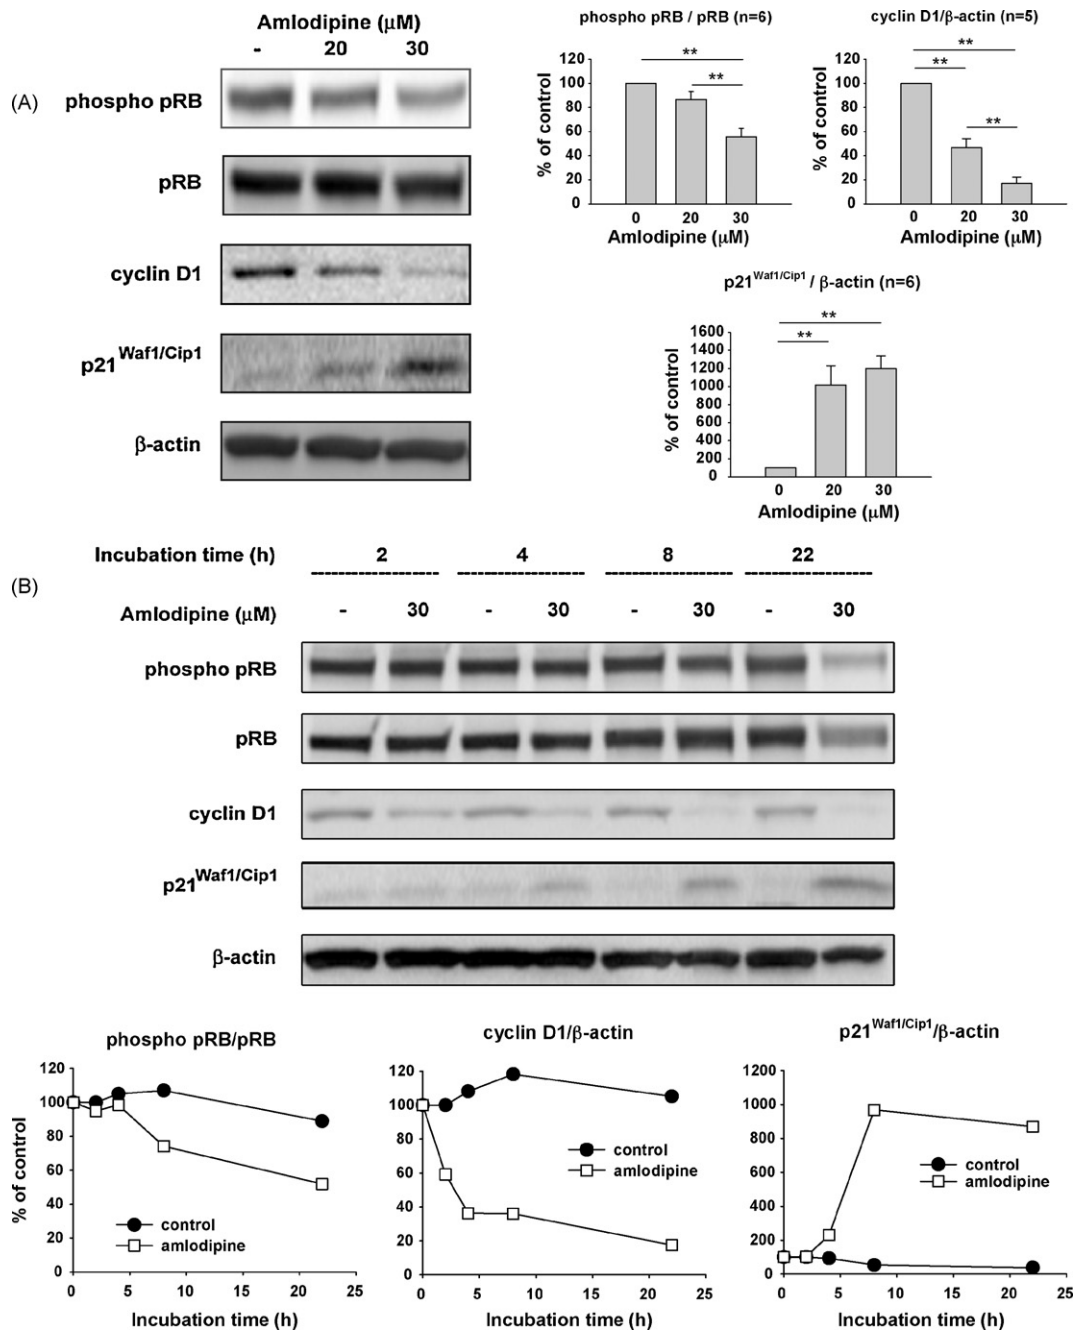 (A)
Amlodipine (μM)
- 20 30
phospho pRB
pRB
cyclin D1
p21Waf1/Cip1
β-actin
phospho pRB / pRB (n=6)
% of control
120
100
80
60
40
20
0
**
**
0 20 30
Amlodipine (μM)
cyclin D1/β-actin (n=5)
% of control
120
100
80
60
40
20
0
**
**
**
0 20 30
Amlodipine (μM)
p21Waf1/Cip1 / β-actin (n=6)
% of control
1600
1400
1200
1000
800
600
400
200
0
**
**
0 20 30
Amlodipine (μM)
(B)
Incubation time (h) 2 4 8 22
Amlodipine (μM) - 30 - 30 - 30 - 30
phospho pRB
pRB
cyclin D1
p21Waf1/Cip1
β-actin
phospho pRB/pRB
% of control
120
100
80
60
40
20
0
control
amlodipine
0 5 10 15 20 25
Incubation time (h)
cyclin D1/β-actin
120
100
80
60
40
20
0
control
amlodipine
0 5 10 15 20 25
Incubation time (h)
p21Waf1/Cip1/β-actin
1200
1000
800
600
400
200
0
control
amlodipine
0 5 10 15 20 25
Incubation time (h)